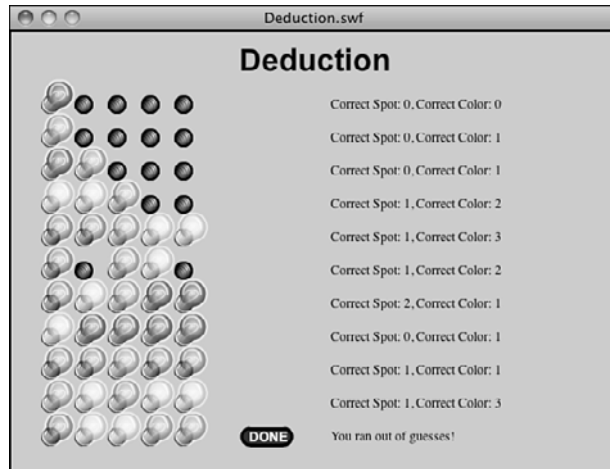 Deduction.swf
Deduction
Correct Spot: 0, Correct Color: 0
Correct Spot: 0, Correct Color: 1
Correct Spot: 0, Correct Color: 1
Correct Spot: 1, Correct Color: 2
Correct Spot: 1, Correct Color: 3
Correct Spot: 1, Correct Color: 2
Correct Spot: 2, Correct Color: 1
Correct Spot: 0, Correct Color: 1
Correct Spot: 1, Correct Color: 1
Correct Spot: 1, Correct Color: 3
DONE You ran out of guesses!